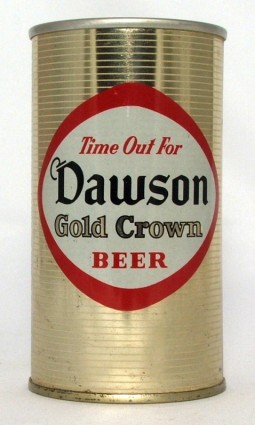 Time Out For
Dawson
Gold Crown
BEER